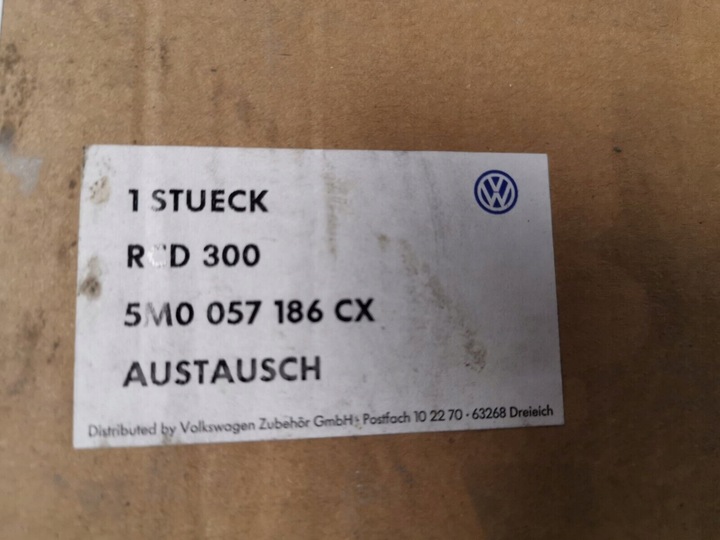 1 STUECK
RCD 300
5M0 057 186 CX
AUSTAUSCH
Distributed by Volkswagen Zubehör GmbH · Postfach 10 22 70 · 63268 Dreieich